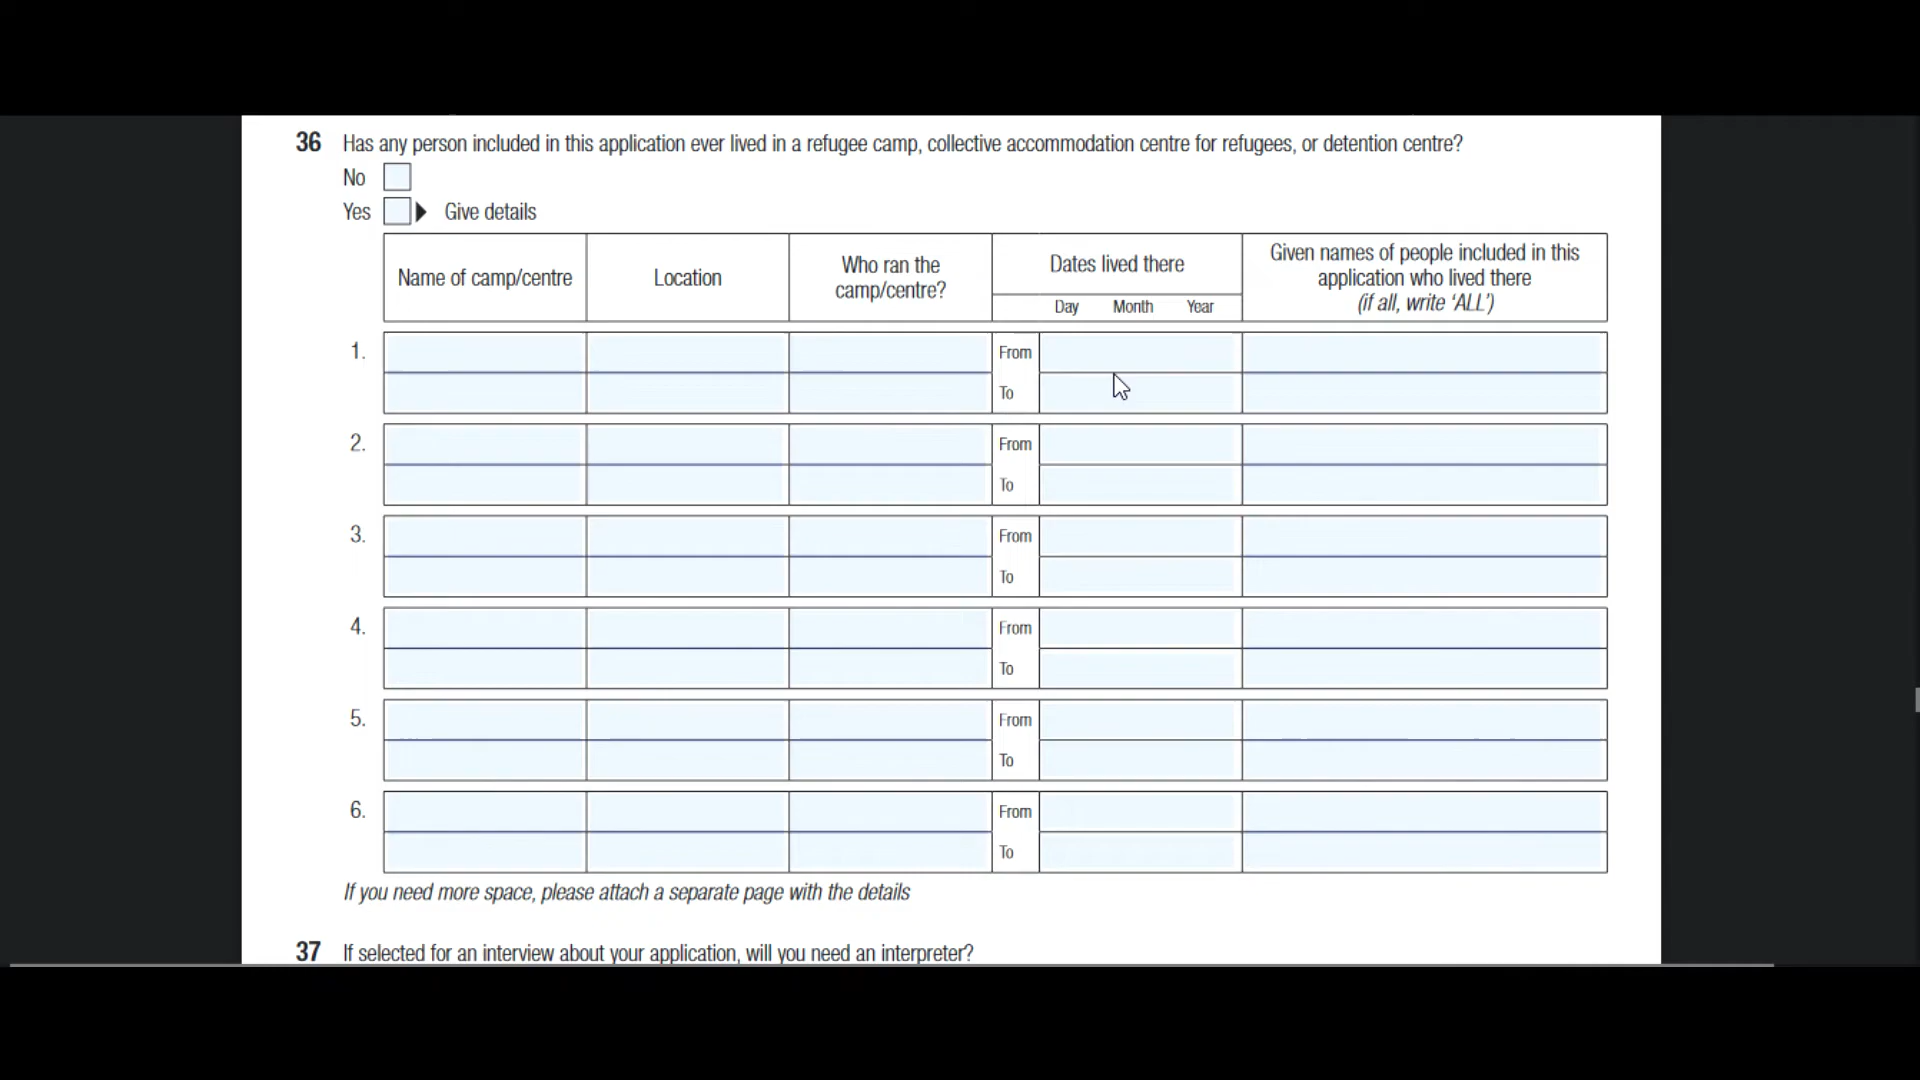 36 Has any person included in this application ever lived in a refugee camp, collective accommodation centre for refugees, or detention centre?
No
Yes Give details
Name of camp/centre
Location
Who ran the
camp/centre?
Dates lived there
Day Month Year
Given names of people included in this
application who lived there
(if all, write ‘ALL’)
1. From
To
2. From
To
3. From
To
4. From
To
5. From
To
6. From
To
If you need more space, please attach a separate page with the details
37 If selected for an interview about your application, will you need an interpreter?